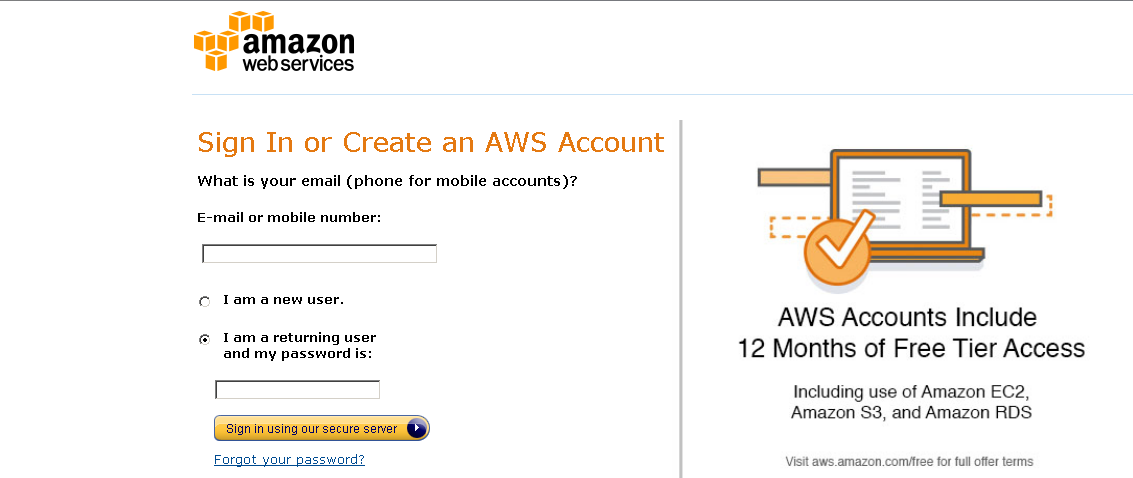 amazon
webservices
Sign In or Create an AWS Account
What is your email (phone for mobile accounts)?
E-mail or mobile number:
I am a new user.
I am a returning user
and my password is:
Sign in using our secure server
Forgot your password?
AWS Accounts Include
12 Months of Free Tier Access
Including use of Amazon EC2,
Amazon S3, and Amazon RDS
Visit aws.amazon.com/free for full offer terms